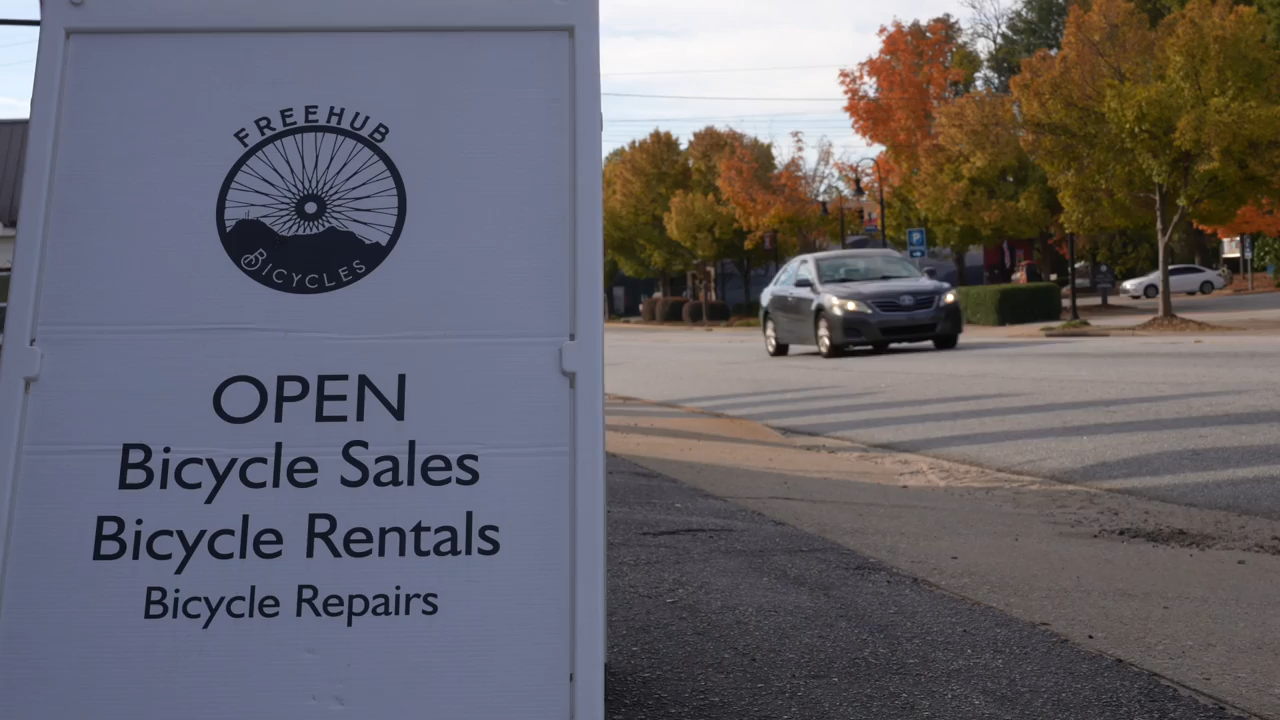 FREEHUB
BICYCLES
OPEN
Bicycle Sales
Bicycle Rentals
Bicycle Repairs
P